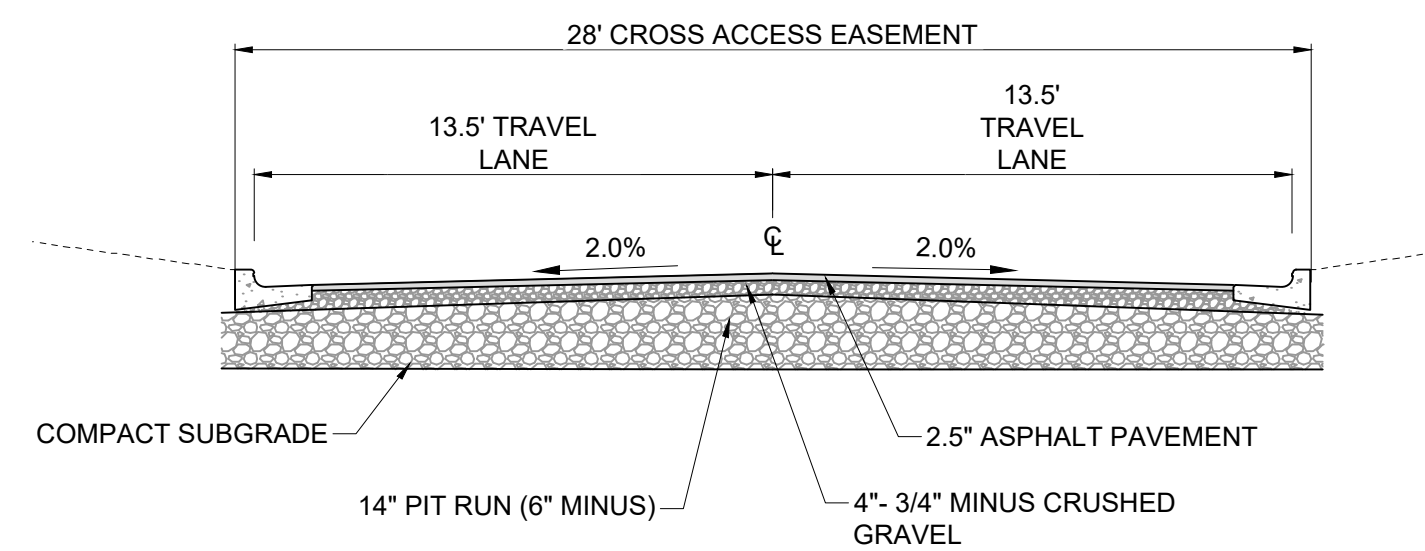 28' CROSS ACCESS EASEMENT
13.5' TRAVEL
LANE
13.5'
TRAVEL
LANE
2.0%
℄
2.0%
COMPACT SUBGRADE
2.5" ASPHALT PAVEMENT
14" PIT RUN (6" MINUS)
4"- 3/4" MINUS CRUSHED
GRAVEL